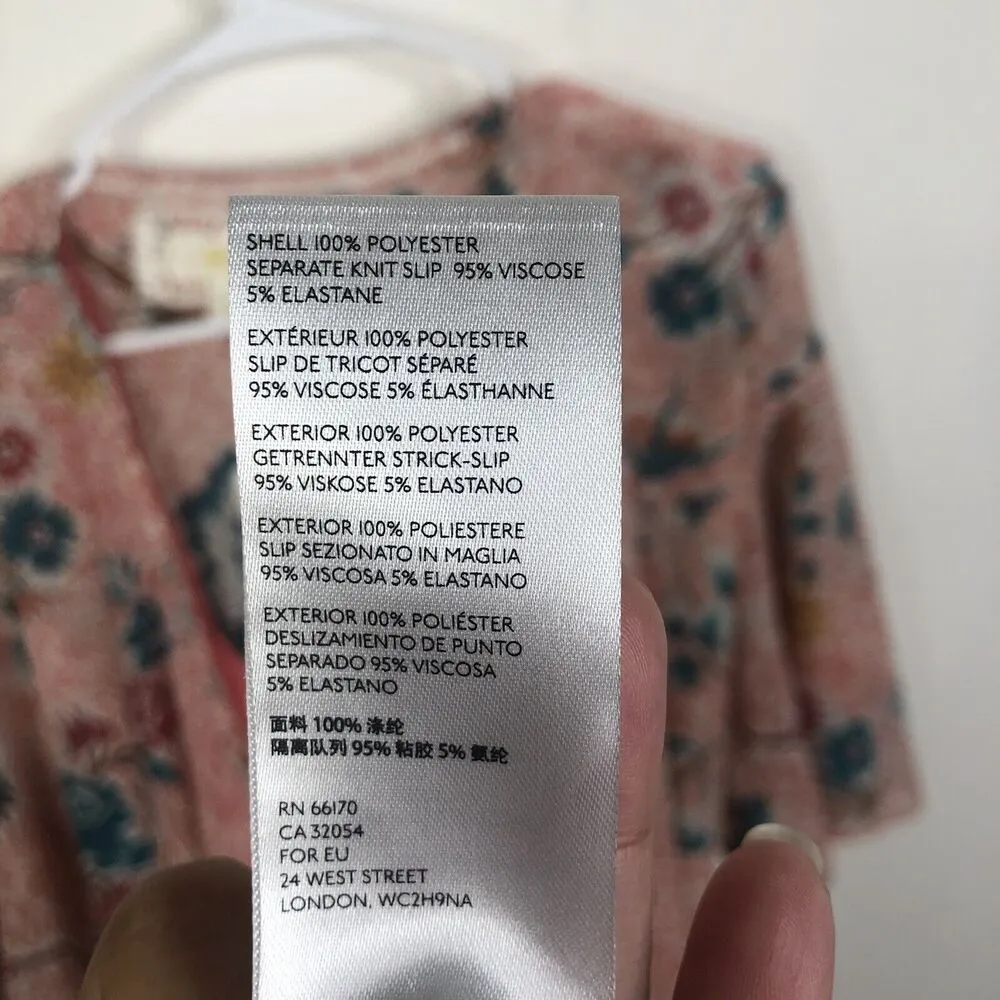 SHELL 100% POLYESTER
SEPARATE KNIT SLIP 95% VISCOSE
5% ELASTANE
EXTÉRIEUR 100% POLYESTER
SLIP DE TRICOT SÉPARÉ
95% VISCOSE 5% ÉLASTHANNE
EXTERIOR 100% POLYESTER
GETRENNTER STRICK-SLIP
95% VISKOSE 5% ELASTANO
EXTERIOR 100% POLIESTERE
SLIP SEZIONATO IN MAGLIA
95% VISCOSA 5% ELASTANO
EXTERIOR 100% POLIÉSTER
DESLIZAMIENTO DE PUNTO
SEPARADO 95% VISCOSA
5% ELASTANO
面料 100% 涤纶
隔离队列 95% 粘胶 5% 氨纶
RN 66170
CA 32054
FOR EU
24 WEST STREET
LONDON, WC2H9NA